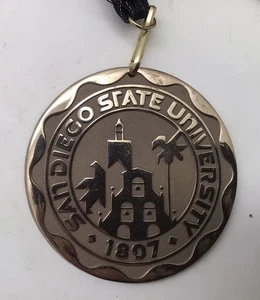 SAN DIEGO STATE UNIVERSITY
• 1897 •